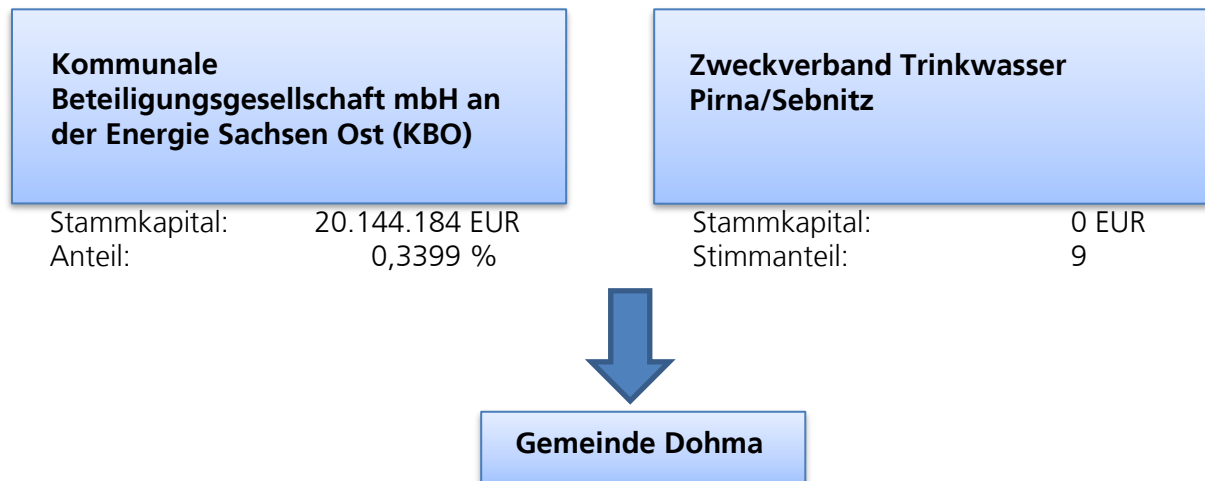 Kommunale
Beteiligungsgesellschaft mbH an
der Energie Sachsen Ost (KBO)
Stammkapital: 20.144.184 EUR
Anteil: 0,3399 %
Zweckverband Trinkwasser
Pirna/Sebnitz
Stammkapital: 0 EUR
Stimmanteil: 9
Gemeinde Dohma